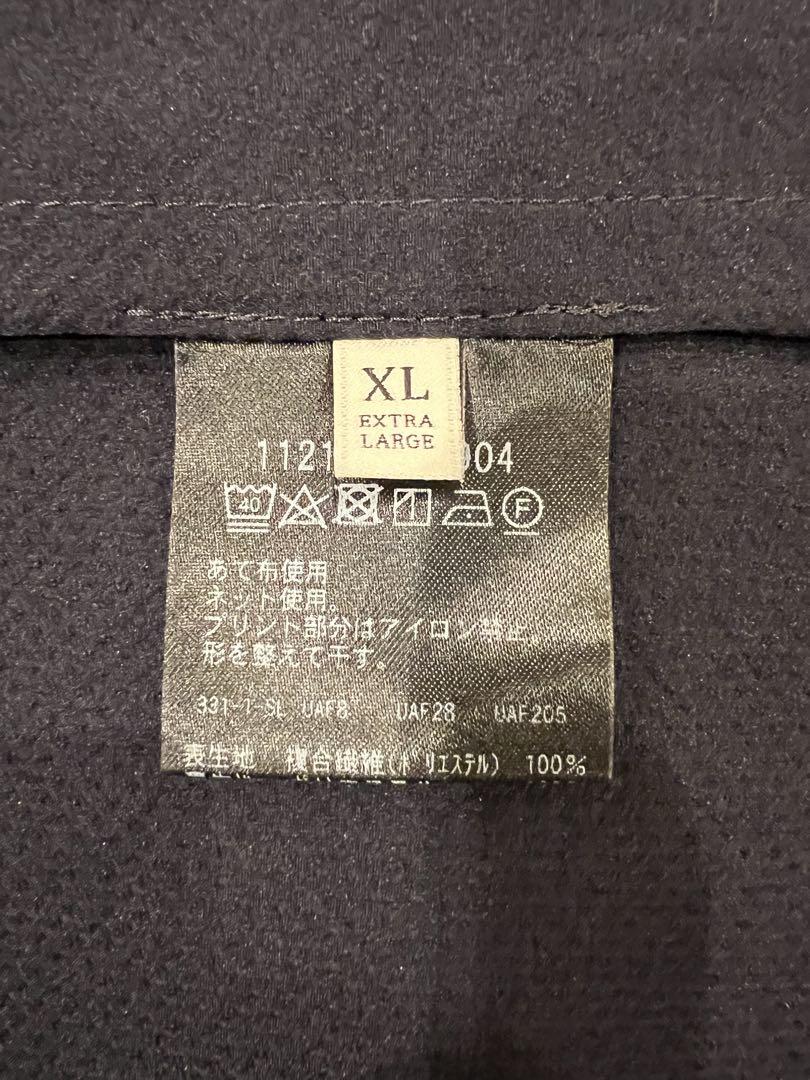 XL
EXTRA
LARGE
1121 904
40 F
あて布使用
ネット使用。
プリント部分はアイロン禁止。
形を整えて干す。
331-1-SL UAF8 UAF28 UAF205
表生地 複合繊維(ポリエステル) 100%